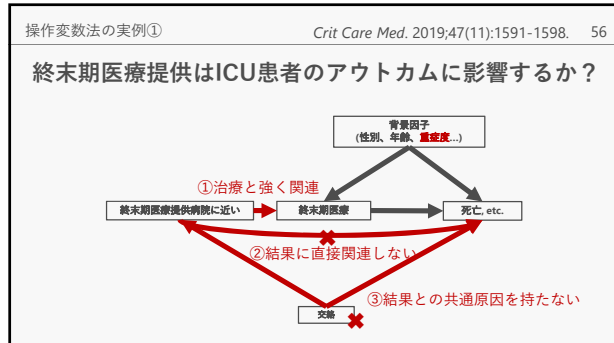 操作変数法の実例①
Crit Care Med. 2019;47(11):1591-1598. 56
終末期医療提供はICU患者のアウトカムに影響するか？
背景因子
(性別、年齢、重症度...)
①治療と強く関連
終末期医療提供病院に近い
終末期医療
死亡, etc.
②結果に直接関連しない
③結果との共通原因を持たない
交絡